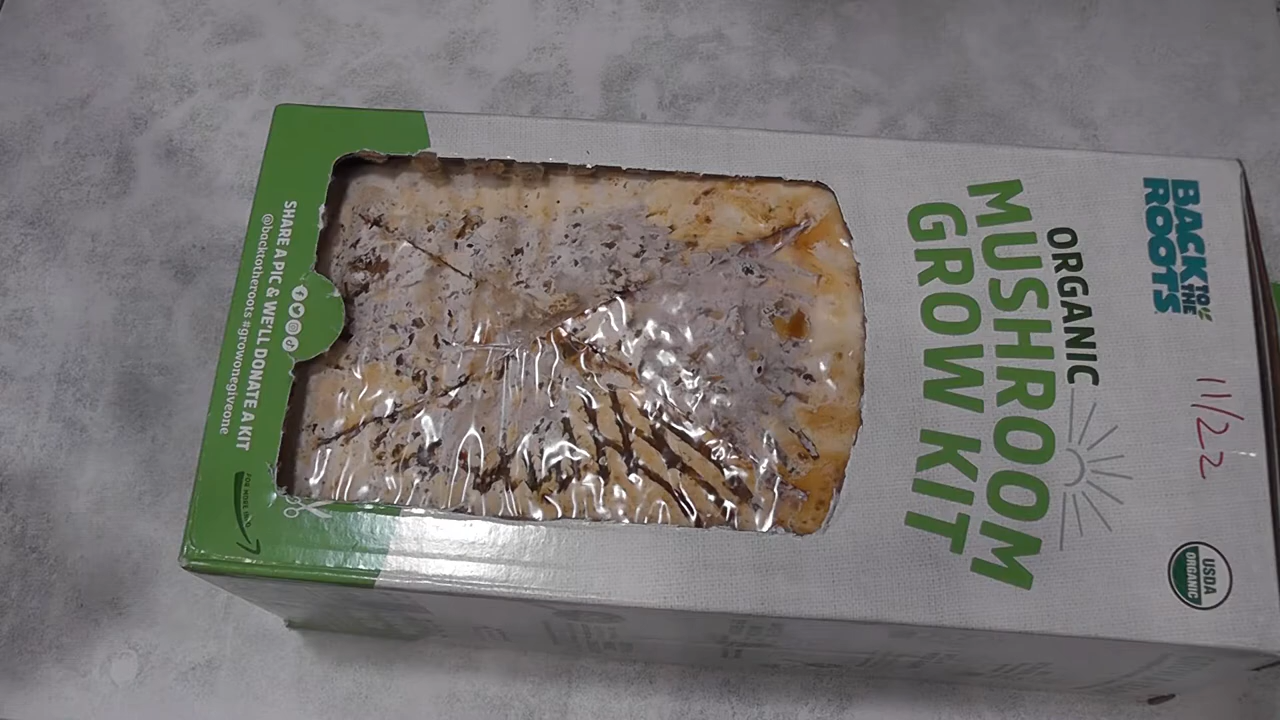 BACK
TO THE
ROOTS
11/22
ORGANIC
MUSHROOM
GROW KIT
USDA
ORGANIC
SHARE A PIC & WE'LL DONATE A KIT
@backtotheroots #growonegiveone